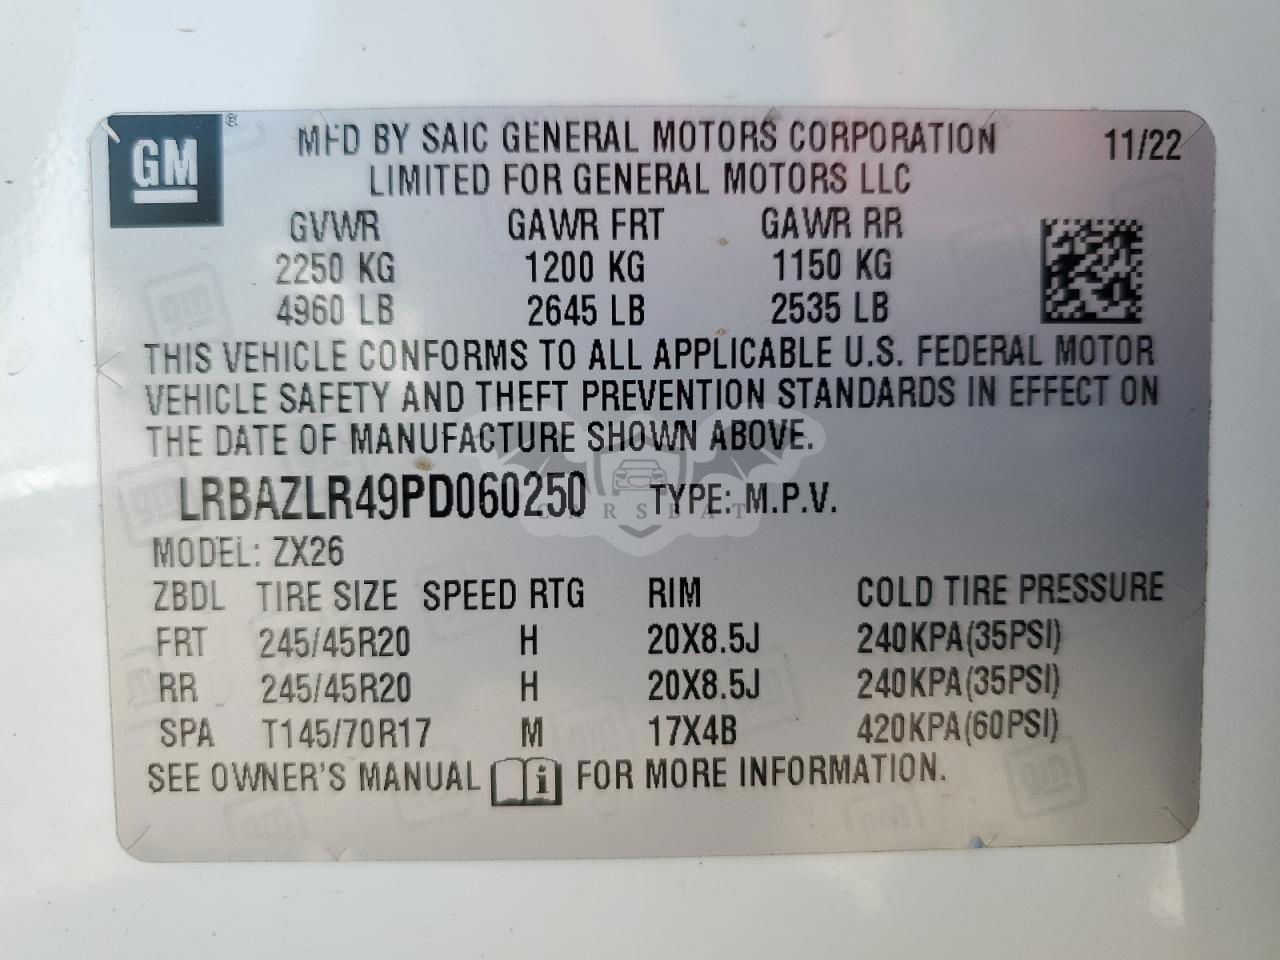 GM ®
MFD BY SAIC GENERAL MOTORS CORPORATION 11/22
LIMITED FOR GENERAL MOTORS LLC
GVWR GAWR FRT GAWR RR
2250 KG 1200 KG 1150 KG
4960 LB 2645 LB 2535 LB
THIS VEHICLE CONFORMS TO ALL APPLICABLE U.S. FEDERAL MOTOR
VEHICLE SAFETY AND THEFT PREVENTION STANDARDS IN EFFECT ON
THE DATE OF MANUFACTURE SHOWN ABOVE.
LRBAZLR49PD060250 TYPE: M.P.V.
CARSBAT
MODEL: ZX26
ZBDL TIRE SIZE SPEED RTG RIM COLD TIRE PRESSURE
FRT 245/45R20 H 20X8.5J 240KPA(35PSI)
RR 245/45R20 H 20X8.5J 240KPA(35PSI)
SPA T145/70R17 M 17X4B 420KPA(60PSI)
SEE OWNER'S MANUAL i FOR MORE INFORMATION.